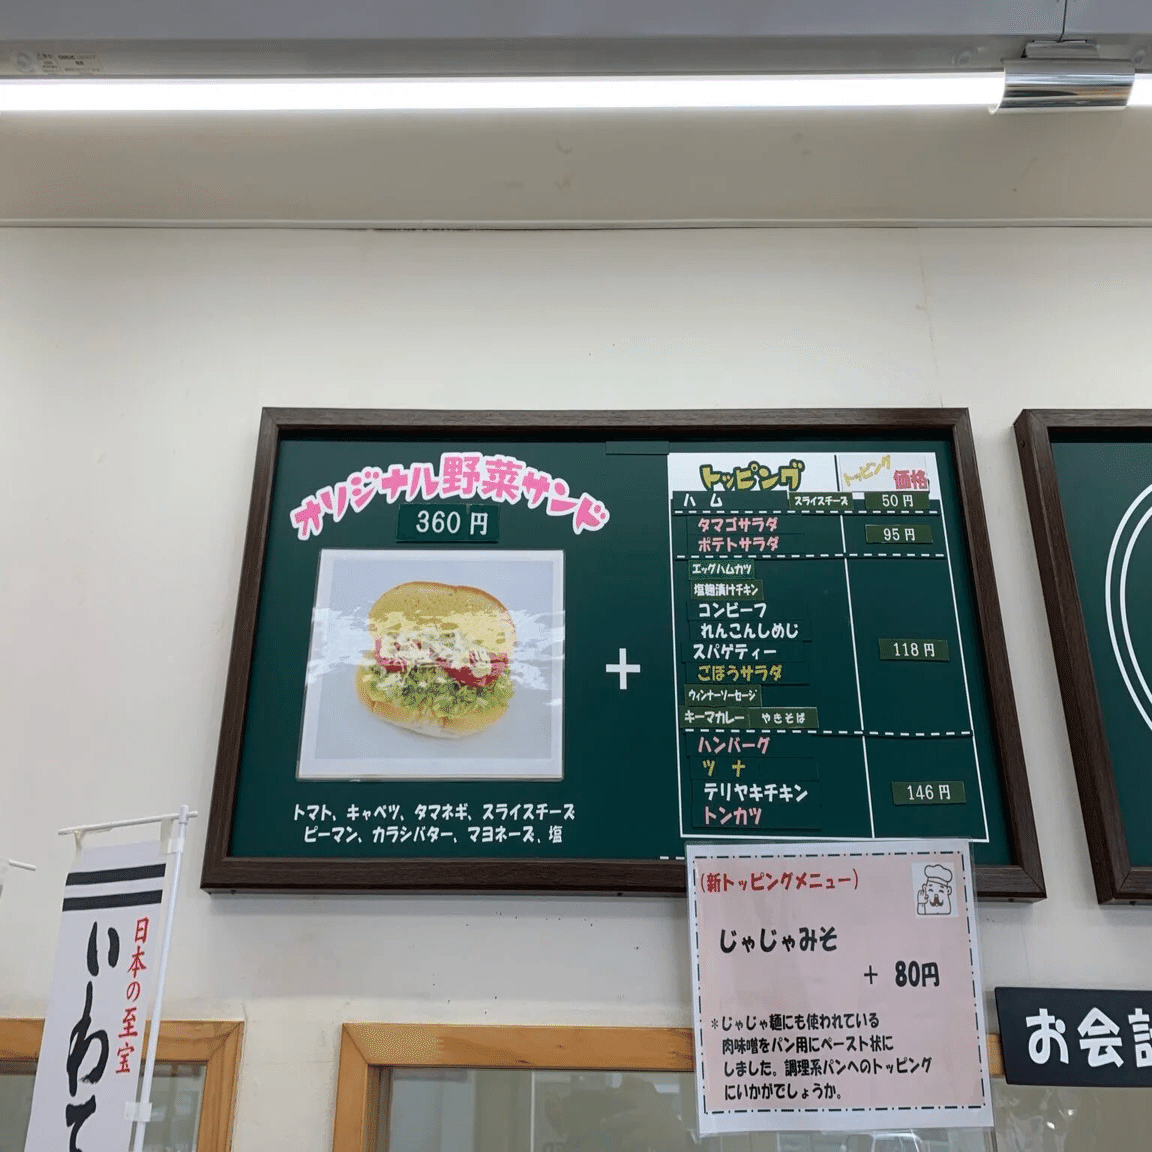 オリジナル野菜サンド
360円
トマト、キャベツ、タマネギ、スライスチーズ
ピーマン、カラシバター、マヨネーズ、塩
+
トッピング
トッピング価格
ハム スライスチーズ 50円
タマゴサラダ
ポテトサラダ
95円
エッグハムカツ
塩麹漬けチキン
コンビーフ
れんこんしめじ
スパゲティー
ごぼうサラダ
ウィンナーソーセージ
キーマカレー やきそば
118円
ハンバーグ
ツナ
テリヤキチキン
トンカツ
146円
(新トッピングメニュー)
じゃじゃみそ
+ 80円
*じゃじゃ麺にも使われている
肉味噌をパン用にペースト状に
しました。調理系パンへのトッピング
にいかがでしょうか。
日本の至宝
いわて
お会計